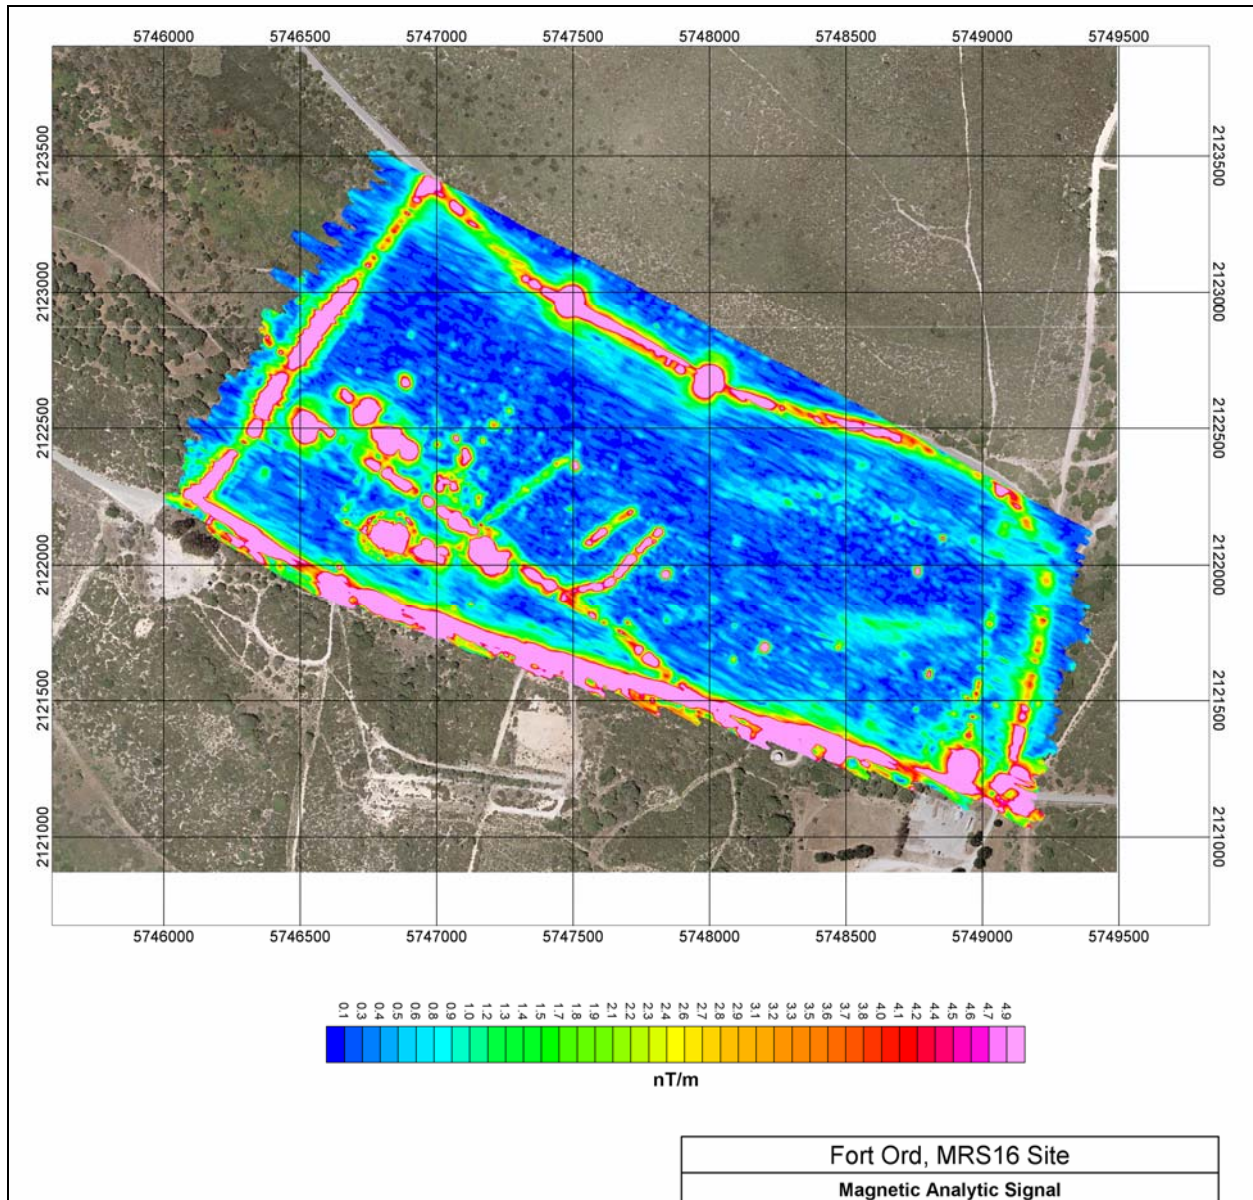 5746000 5746500 5747000 5747500 5748000 5748500 5749000 5749500
2123500 2123500
2123000 2123000
2122500 2122500
2122000 2122000
2121500 2121500
2121000 2121000
5746000 5746500 5747000 5747500 5748000 5748500 5749000 5749500
0.1 0.3 0.4 0.5 0.6 0.8 0.9 1.0 1.2 1.3 1.4 1.6 1.7 1.8 1.9 2.1 2.2 2.3 2.4 2.6 2.7 2.8 2.9 3.1 3.2 3.3 3.5 3.6 3.7 3.8 4.0 4.1 4.2 4.4 4.5 4.6 4.7 4.9
nT/m
Fort Ord, MRS16 Site
Magnetic Analytic Signal